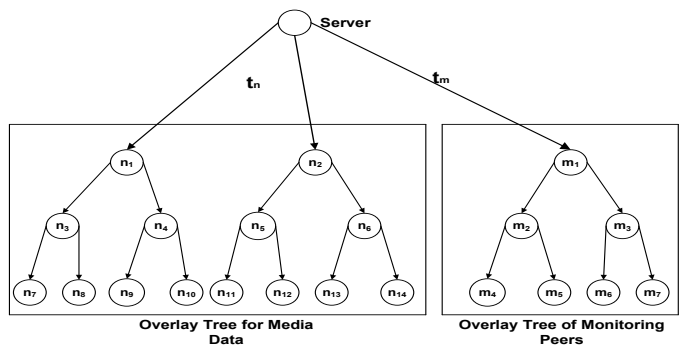 Server
tn
tm
n1
n2
m1
n3
n4
n5
n6
m2
m3
n7
n8
n9
n10
n11
n12
n13
n14
m4
m5
m6
m7
Overlay Tree for Media
Data
Overlay Tree of Monitoring
Peers